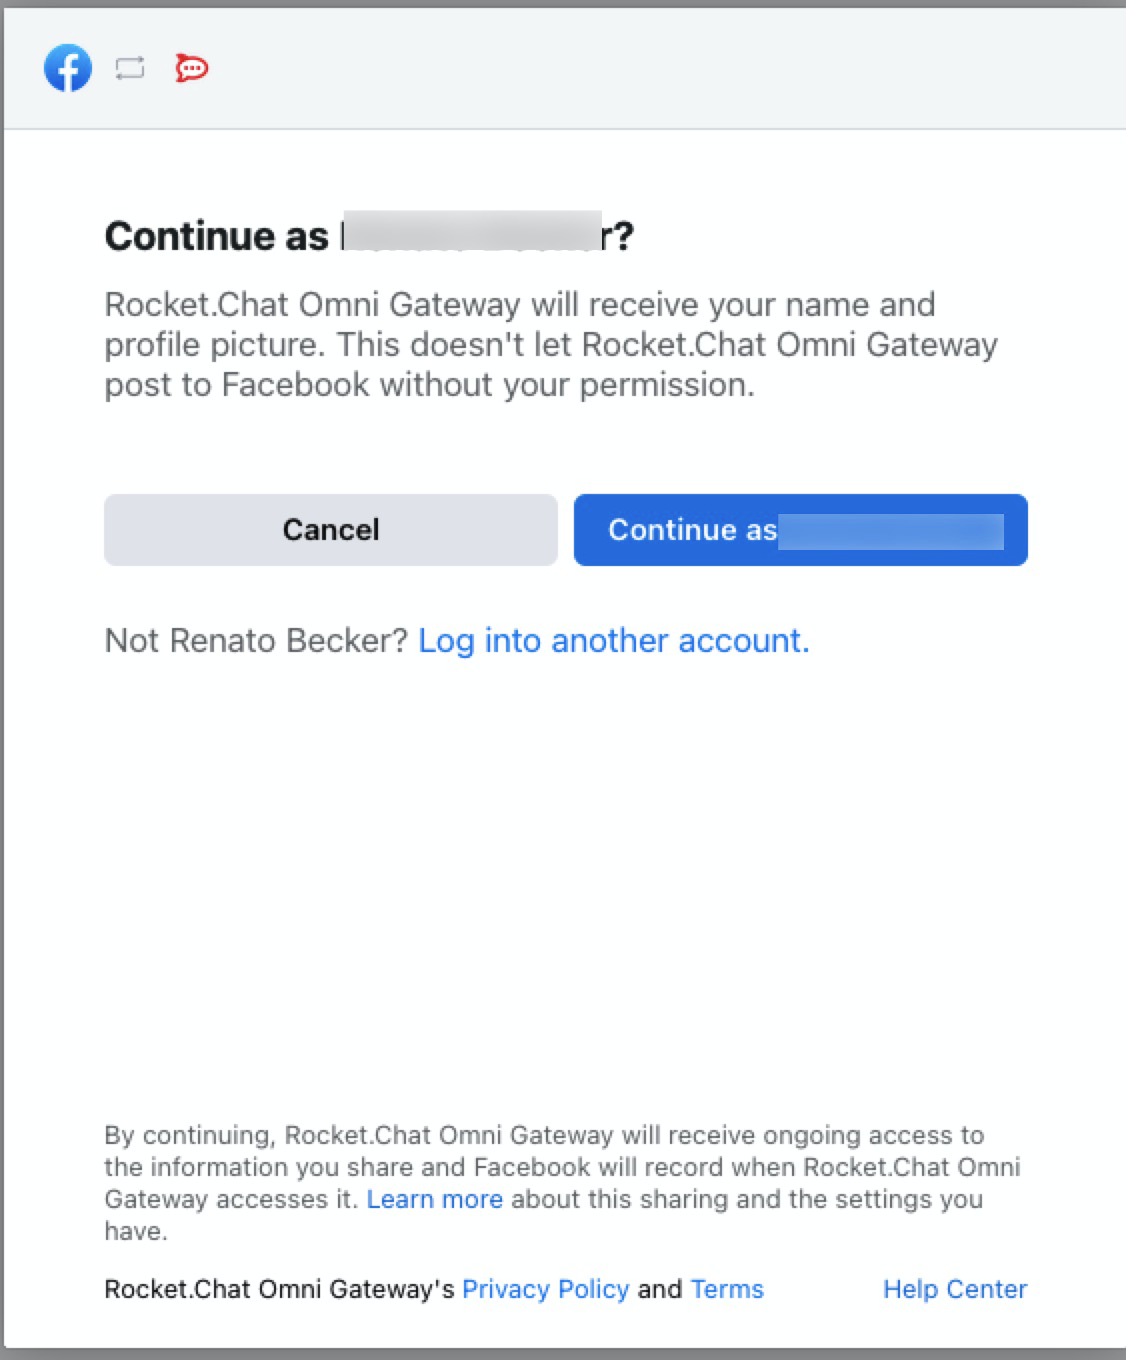 Continue as r?
Rocket.Chat Omni Gateway will receive your name and
profile picture. This doesn't let Rocket.Chat Omni Gateway
post to Facebook without your permission.
Cancel
Continue as
Not Renato Becker? Log into another account.
By continuing, Rocket.Chat Omni Gateway will receive ongoing access to
the information you share and Facebook will record when Rocket.Chat Omni
Gateway accesses it. Learn more about this sharing and the settings you
have.
Rocket.Chat Omni Gateway's Privacy Policy and Terms
Help Center